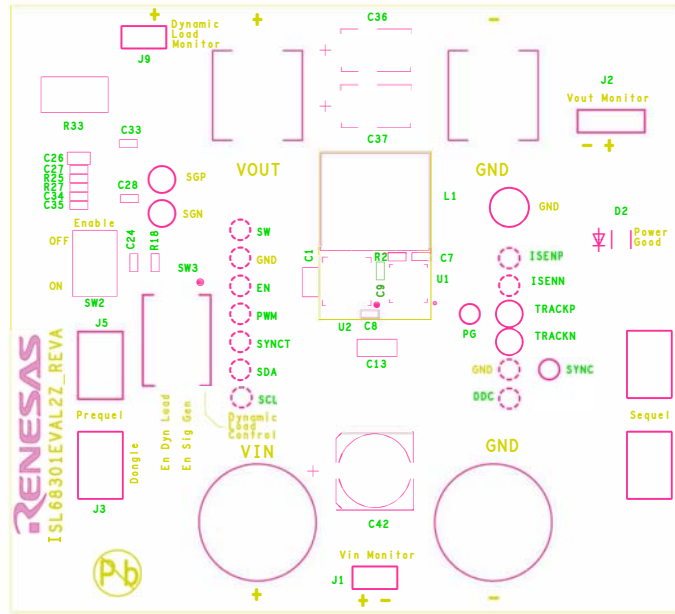 +
Dynamic
Load
Monitor
J9
C36
-
J2
Vout Monitor
- +
R33
C33
C37
C26
C27
R25
R27
C34
C35
C28
SGP
SGN
VOUT
GND
L1
GND
D2
Power
Good
Enable
OFF
ON
SW2
C24
R18
SW3
SW
GND
EN
PWM
SYNCT
SDA
SCL
C1
R2
C7
C9
U1
U2
C8
C13
ISENP
ISENN
TRACKP
TRACKN
PG
GND
SYNC
DDC
J5
Prequel
Dongle
J3
En Dyn Load
En Sig Gen
Dynamic
Load
Control
Sequel
RENESAS
ISL68301EVAL2Z_REVA
VIN
GND
C42
Vin Monitor
J1
+ -
+
-
Pb